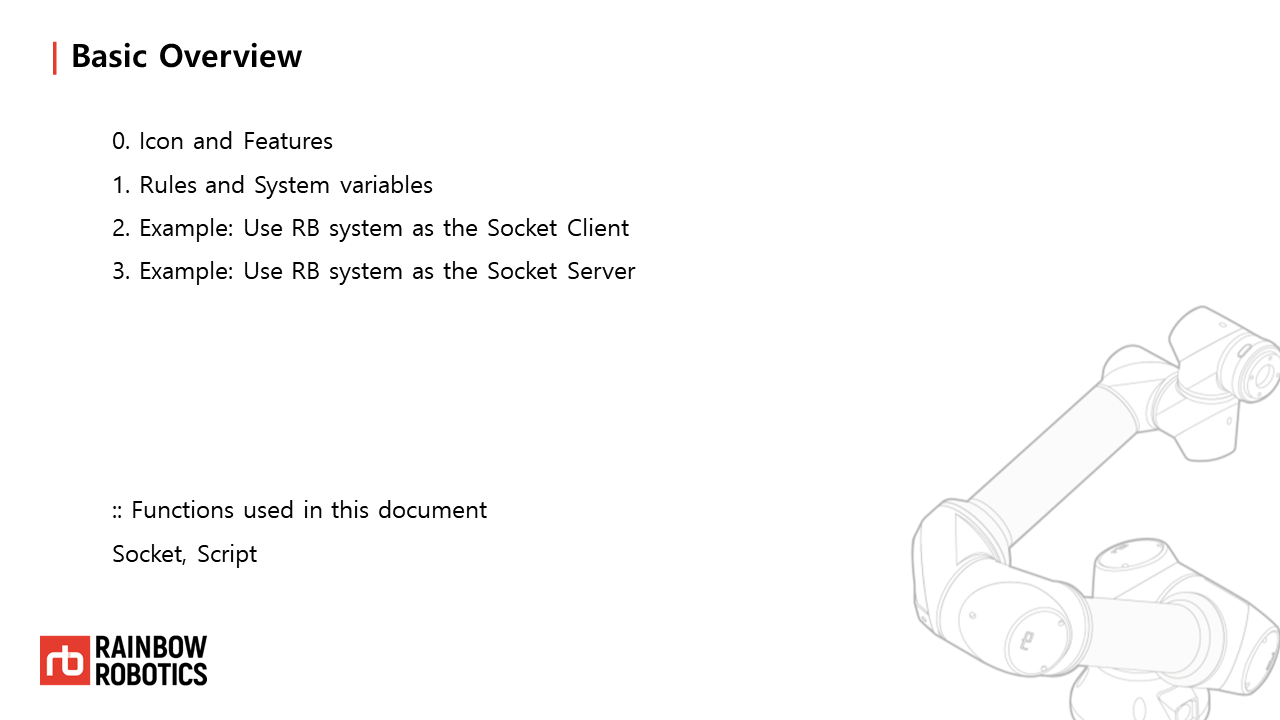 Basic Overview
0. Icon and Features
1. Rules and System variables
2. Example: Use RB system as the Socket Client
3. Example: Use RB system as the Socket Server
:: Functions used in this document
Socket, Script
rb RAINBOW
ROBOTICS
rb